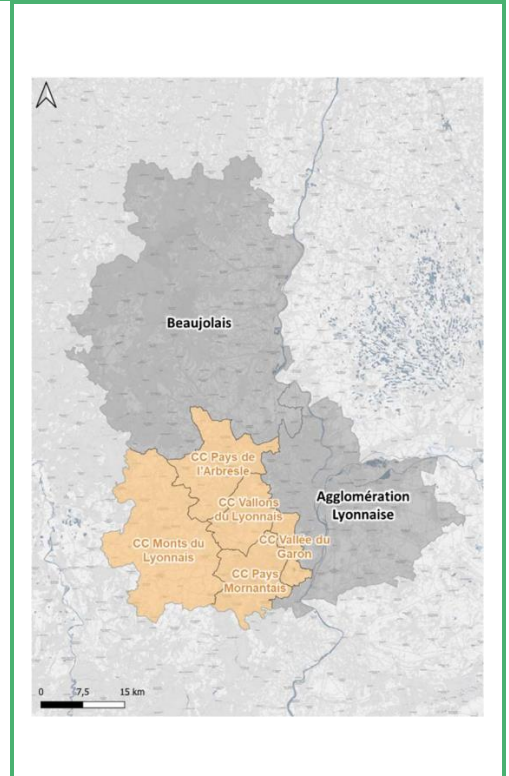 Beaujolais
CC Pays de
l'Arbresle
Agglomération
Lyonnaise
CC Vallons
du Lyonnais
CC Monts du
Lyonnais
CC Vallée du
Garon
CC Pays
Mornantais
0 7,5 15 km